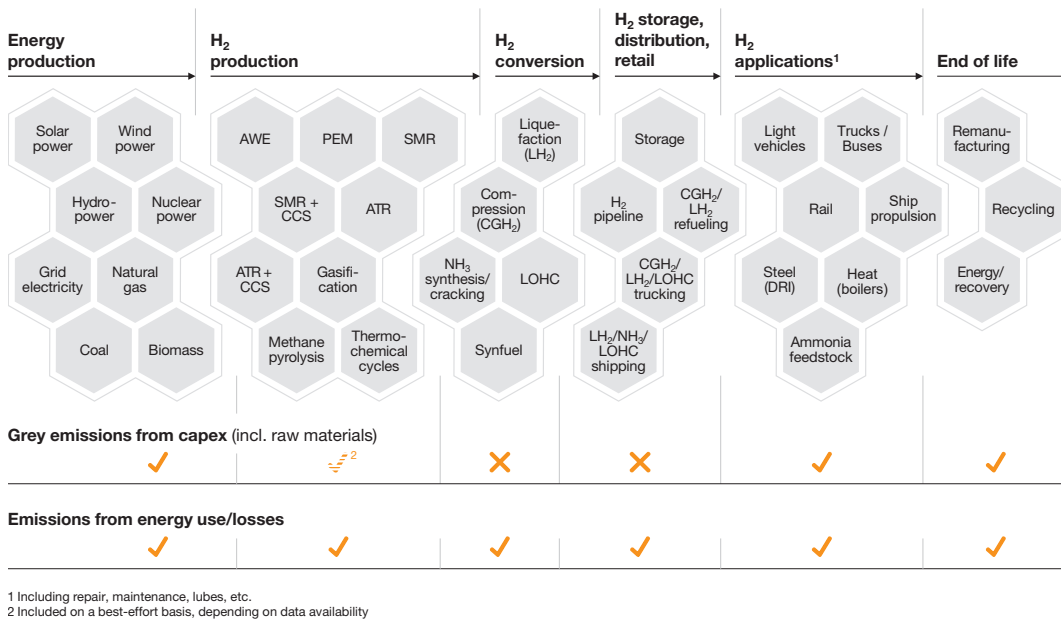 Energy
production
H₂
production
H₂
conversion
H₂ storage,
distribution,
retail
H₂
applications¹
End of life
Solar
power
Wind
power
Hydro-
power
Nuclear
power
Grid
electricity
Natural
gas
Coal
Biomass
AWE
PEM
SMR
SMR +
CCS
ATR
ATR +
CCS
Gasifi-
cation
Methane
pyrolysis
Thermo-
chemical
cycles
Lique-
faction
(LH₂)
Com-
pression
(CGH₂)
NH₃
synthesis/
cracking
LOHC
Synfuel
Storage
H₂
pipeline
CGH₂/
LH₂
refueling
CGH₂/
LH₂/LOHC
trucking
LH₂/NH₃/
LOHC
shipping
Light
vehicles
Trucks /
Buses
Rail
Ship
propulsion
Steel
(DRI)
Heat
(boilers)
Ammonia
feedstock
Remanu-
facturing
Recycling
Energy/
recovery
Grey emissions from capex (incl. raw materials)
2
Emissions from energy use/losses
1 Including repair, maintenance, lubes, etc.
2 Included on a best-effort basis, depending on data availability